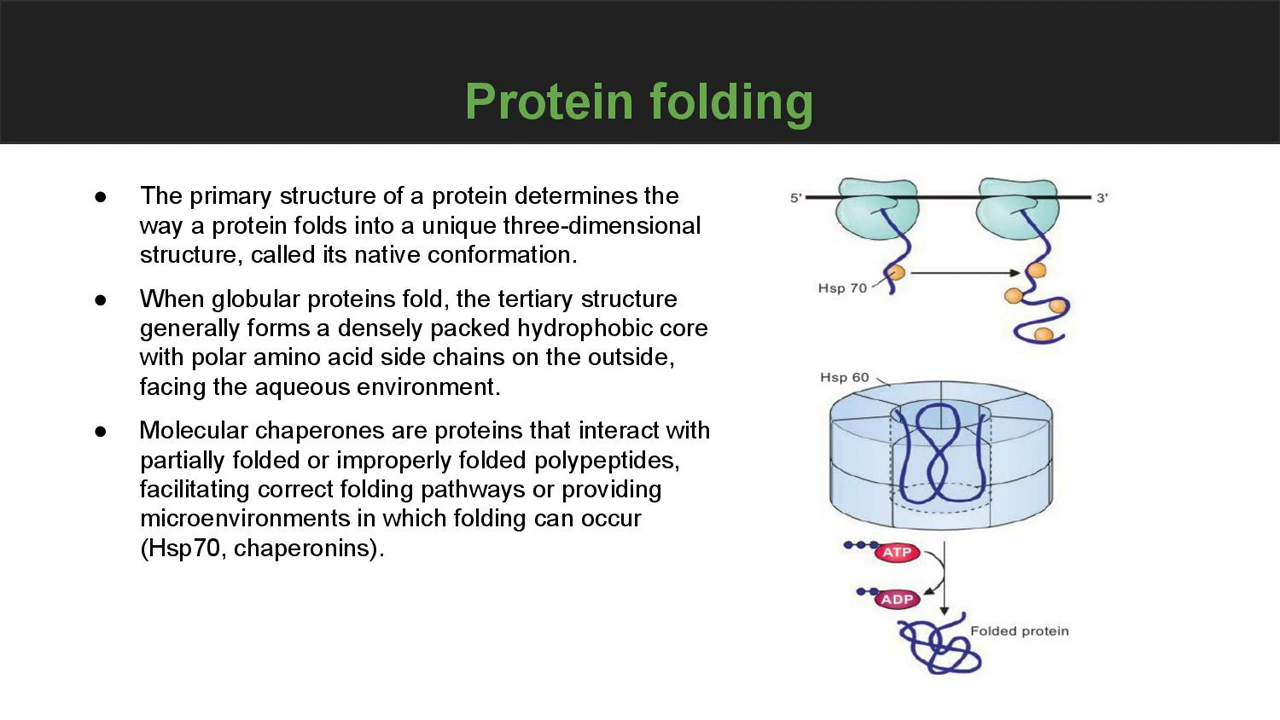 Protein folding
● The primary structure of a protein determines the
way a protein folds into a unique three-dimensional
structure, called its native conformation.
● When globular proteins fold, the tertiary structure
generally forms a densely packed hydrophobic core
with polar amino acid side chains on the outside,
facing the aqueous environment.
● Molecular chaperones are proteins that interact with
partially folded or improperly folded polypeptides,
facilitating correct folding pathways or providing
microenvironments in which folding can occur
(Hsp70, chaperonins).
5' 3'
Hsp 70
Hsp 60
ATP
ADP
Folded protein